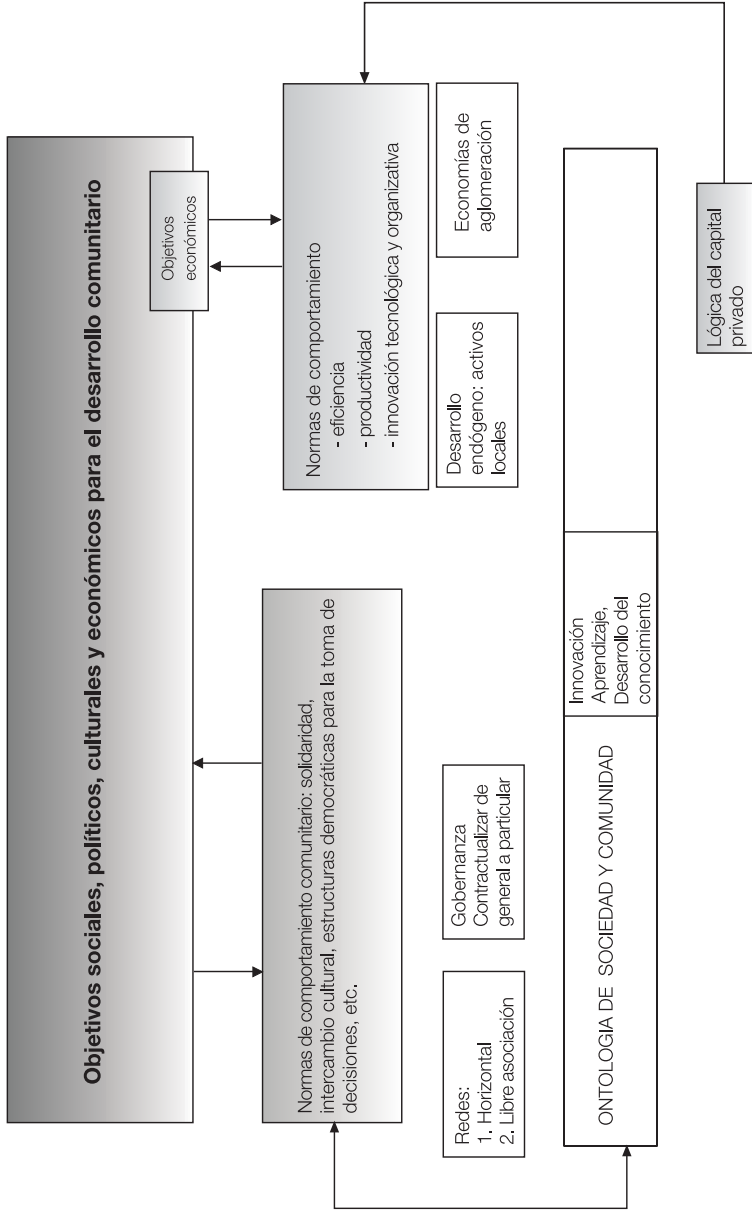 Objetivos sociales, políticos, culturales y económicos para el desarrollo comunitario
Objetivos
económicos
Normas de comportamiento comunitario: solidaridad,
intercambio cultural, estructuras democráticas para la toma de
decisiones, etc.
Normas de comportamiento
- eficiencia
- productividad
- innovación tecnológica y organizativa
Redes:
1. Horizontal
2. Libre asociación
Gobernanza
Contractualizar de
general a particular
Desarrollo
endógeno: activos
locales
Economías de
aglomeración
ONTOLOGIA DE SOCIEDAD Y COMUNIDAD
Innovación
Aprendizaje,
Desarrollo del
conocimiento
Lógica del capital
privado